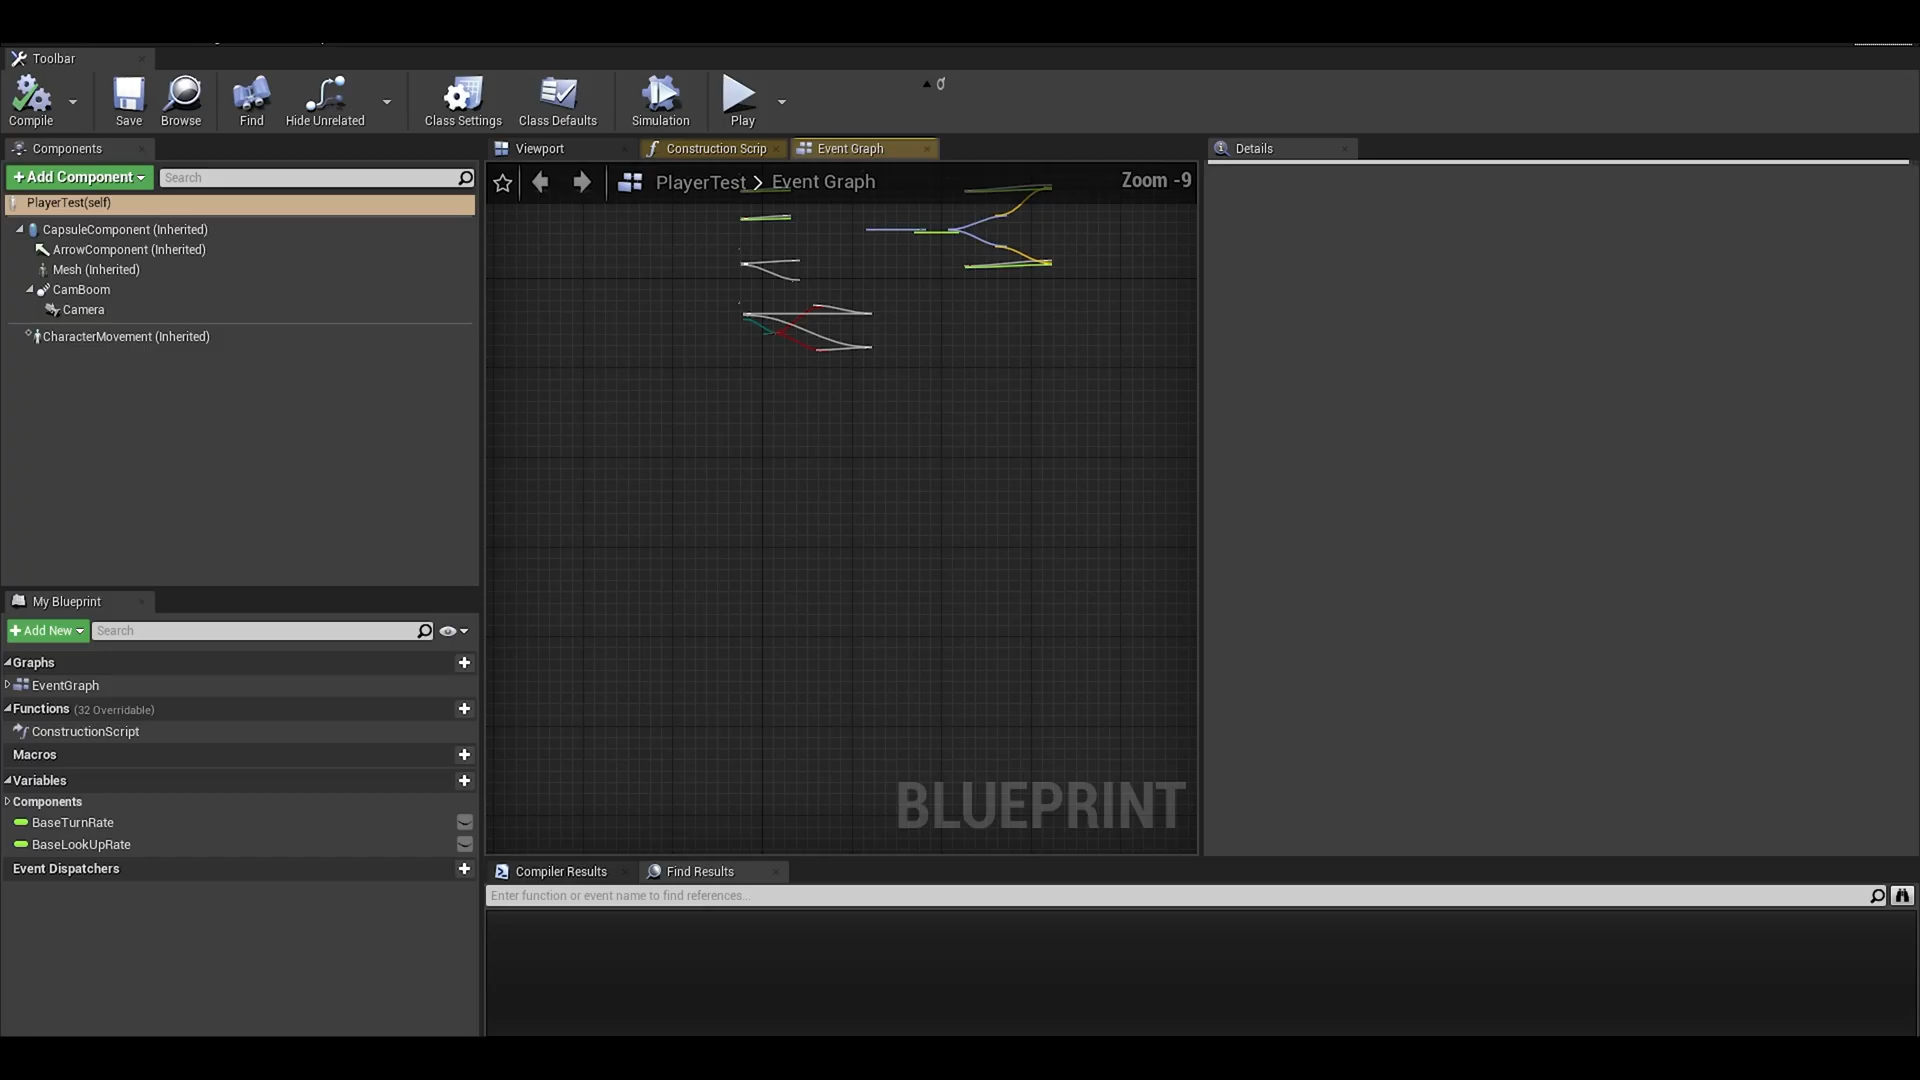 Toolbar
Compile
Save
Browse
Find
Hide Unrelated
Class Settings
Class Defaults
Simulation
Play
Components
Viewport
Construction Scrip
Event Graph
Details
+ Add Component
Search
PlayerTest > Event Graph
Zoom -9
PlayerTest(self)
CapsuleComponent (Inherited)
ArrowComponent (Inherited)
Mesh (Inherited)
CamBoom
Camera
CharacterMovement (Inherited)
My Blueprint
+ Add New
Search
Graphs
EventGraph
Functions (32 Overridable)
ConstructionScript
Macros
Variables
Components
BaseTurnRate
BaseLookUpRate
Event Dispatchers
BLUEPRINT
Compiler Results
Find Results
Enter function or event name to find references...